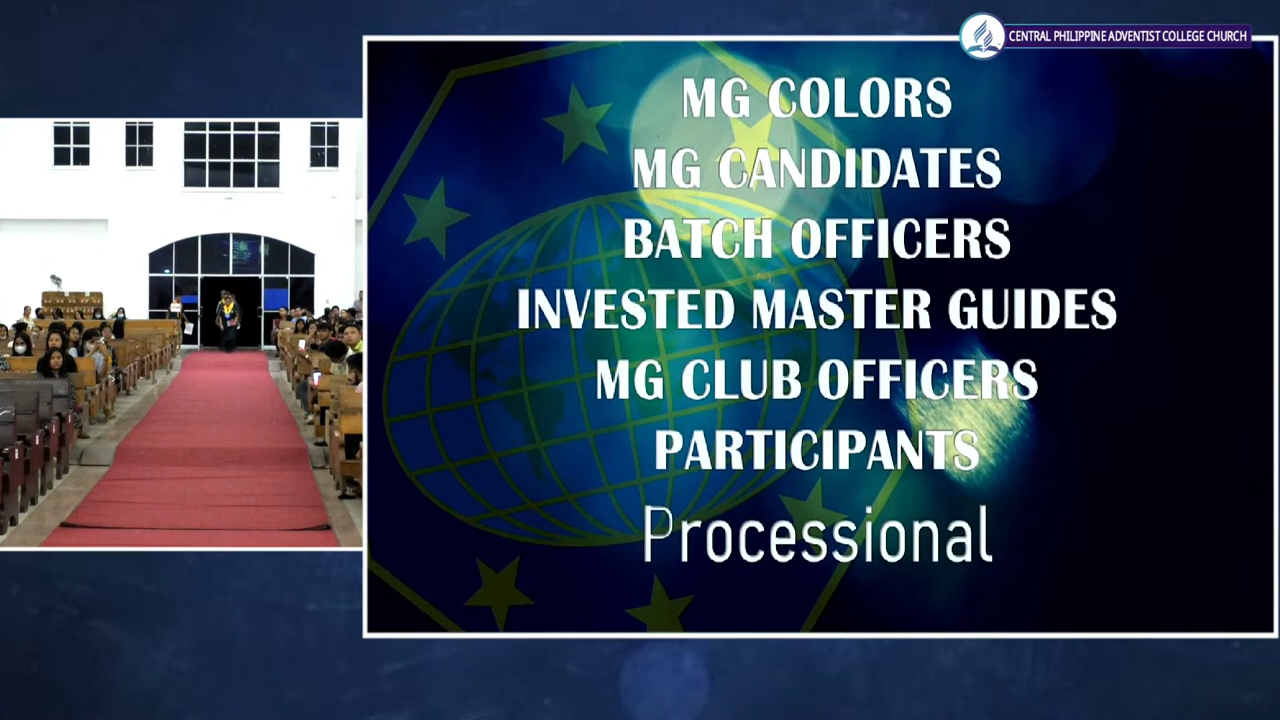 CENTRAL PHILIPPINE ADVENTIST COLLEGE CHURCH
MG COLORS
MG CANDIDATES
BATCH OFFICERS
INVESTED MASTER GUIDES
MG CLUB OFFICERS
PARTICIPANTS
Processional